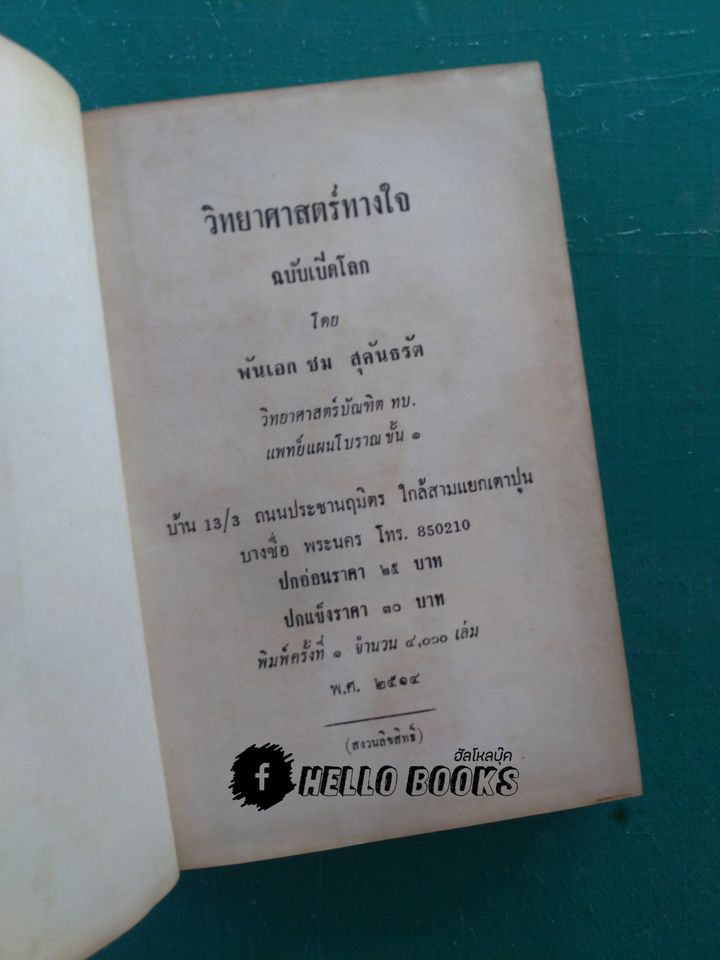 วิทยาศาสตร์ทางใจ
ฉบับเปิดโลก
โดย
พันเอก ชม สุคันธรัต
วิทยาศาสตร์บัณฑิต ทบ.
แพทย์แผนโบราณชั้น ๑
บ้าน 13/3 ถนนประชานฤมิตร ใกล้สามแยกเตาปูน
บางซื่อ พระนคร โทร. 850210
ปกอ่อนราคา ๒๕ บาท
ปกแข็งราคา ๓๐ บาท
พิมพ์ครั้งที่ ๑ จำนวน ๔,๐๐๐ เล่ม
พ.ศ. ๒๕๑๔
(สงวนลิขสิทธิ์)
ฮัลโหลบุ๊ค
f HELLO BOOKS